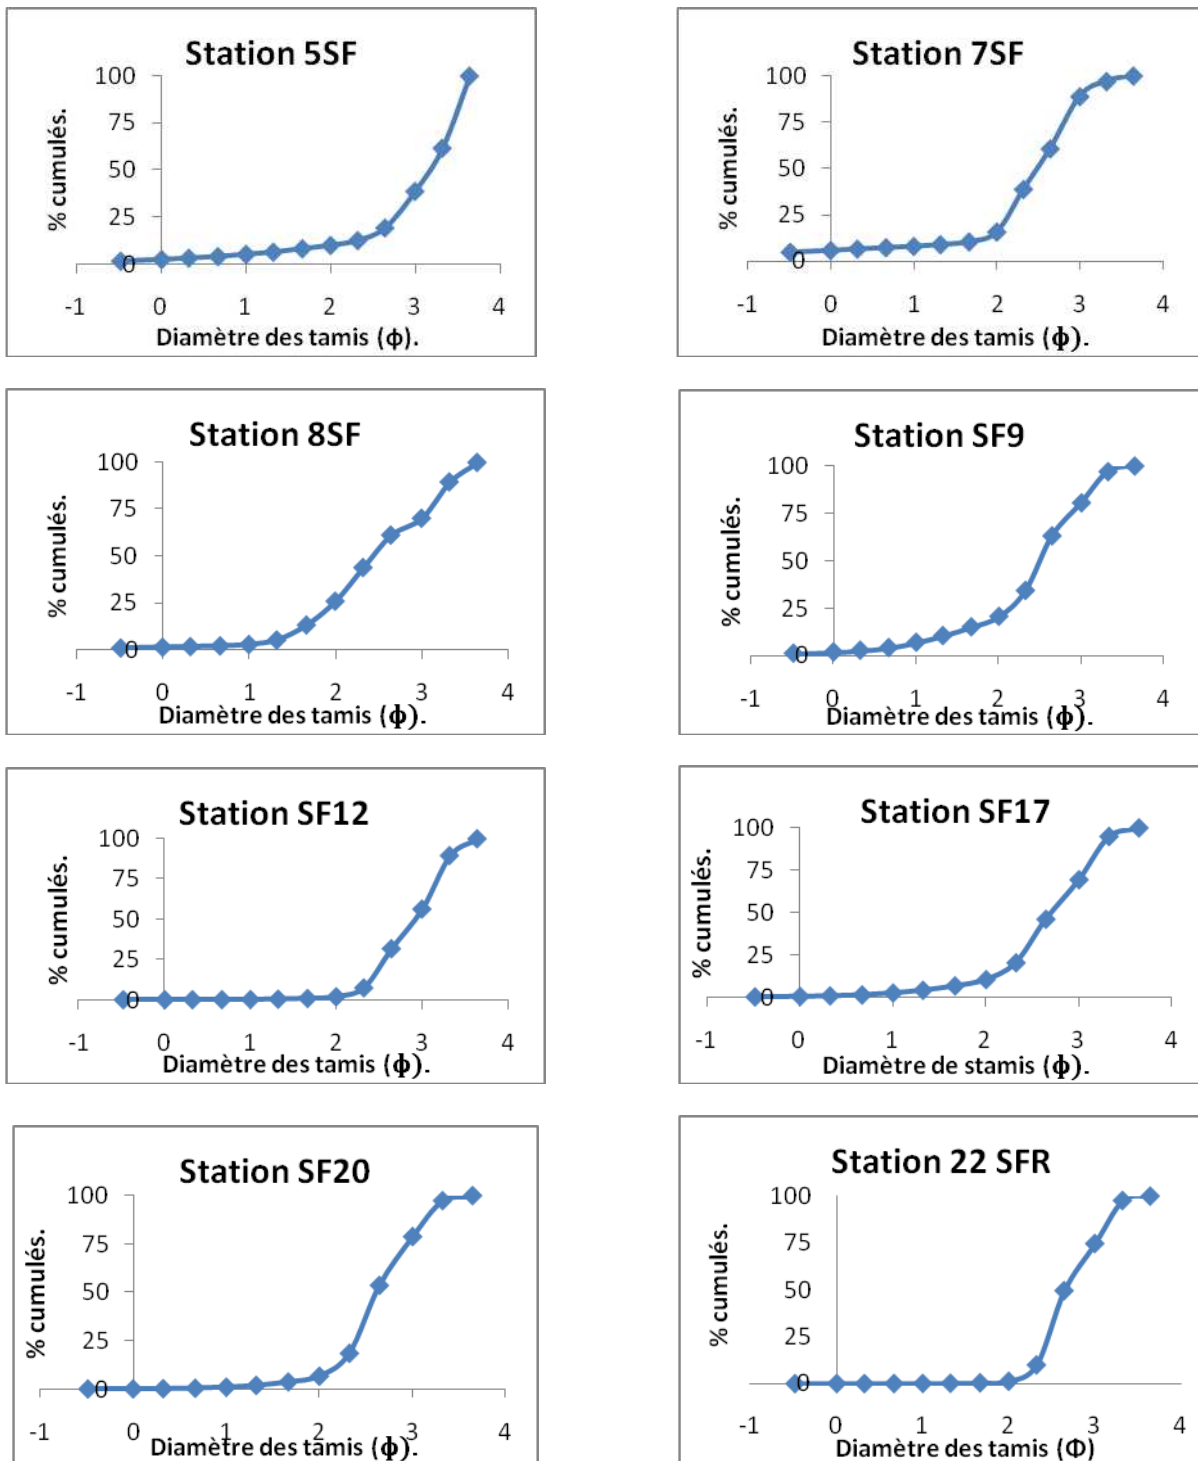 Station 5SF
% cumulés.
100
75
50
25
0
-1 0 1 2 3 4
Diamètre des tamis (ϕ).
Station 7SF
% cumulés.
100
75
50
25
0
-1 0 1 2 3 4
Diamètre des tamis (ϕ).
Station 8SF
% cumulés.
100
75
50
25
0
-1 0 1 2 3 4
Diamètre des tamis (ϕ).
Station SF9
% cumulés.
100
75
50
25
0
-1 0 1 2 3 4
Diamètre des tamis (ϕ).
Station SF12
% cumulés.
100
75
50
25
0
-1 0 1 2 3 4
Diamètre des tamis (ϕ).
Station SF17
% cumulés.
100
75
50
25
0
-1 0 1 2 3 4
Diamètre de stamis (ϕ).
Station SF20
% cumulés.
100
75
50
25
0
-1 0 1 2 3 4
Diamètre des tamis (ϕ).
Station 22 SFR
% cumulés.
100
75
50
25
0
-1 0 1 2 3 4
Diamètre des tamis (Φ)